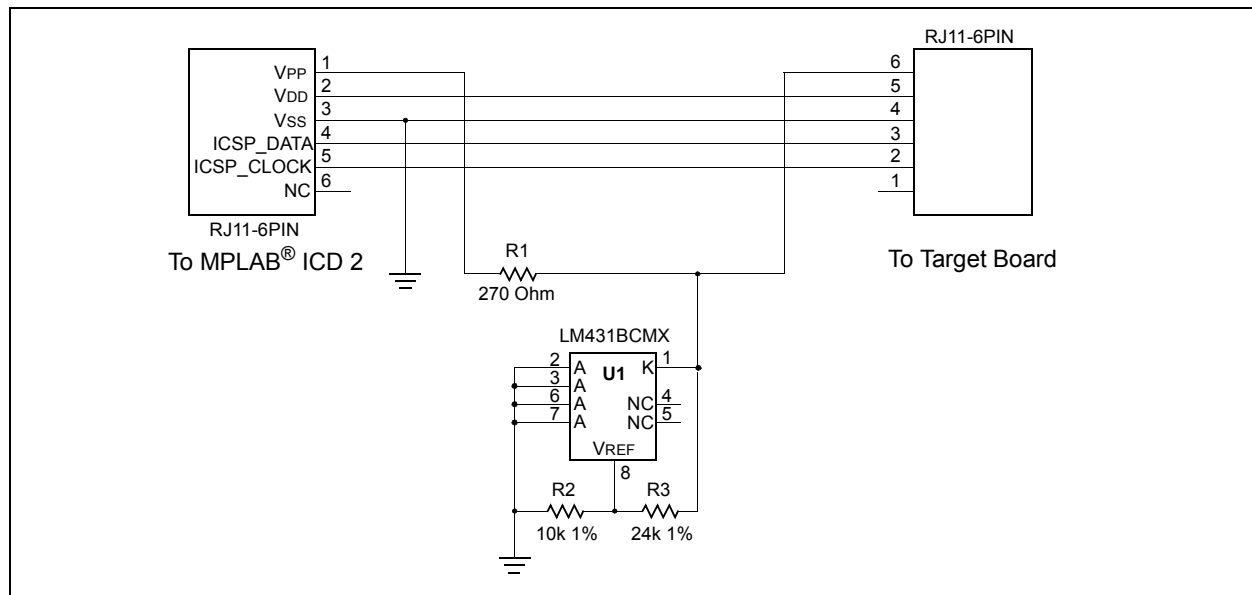 RJ11-6PIN
VPP 1
VDD 2
VSS 3
ICSP_DATA 4
ICSP_CLOCK 5
NC 6
RJ11-6PIN
To MPLAB® ICD 2
6
5
4
3
2
1
To Target Board
R1
270 Ohm
LM431BCMX
2 A
3 A
6 A
7 A
U1
K 1
NC 4
NC 5
VREF
8
R2
10k 1%
R3
24k 1%